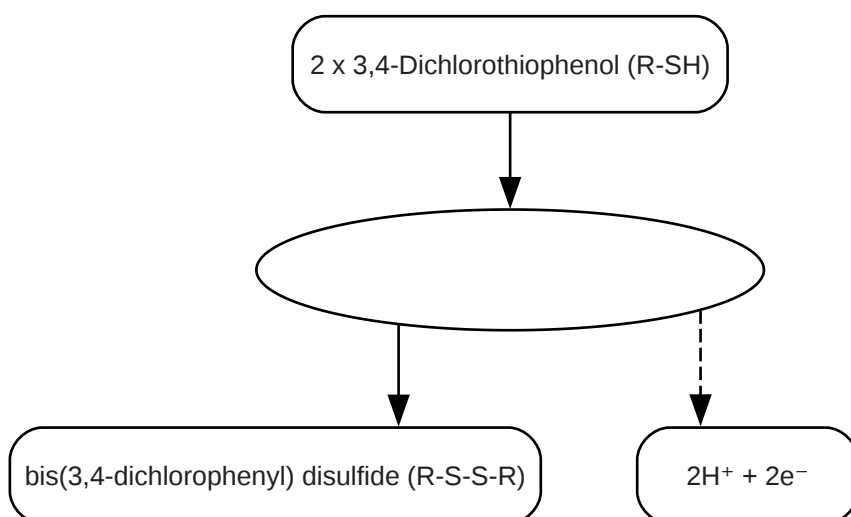 2 x 3,4-Dichlorothiophenol (R-SH)
bis(3,4-dichlorophenyl) disulfide (R-S-S-R)
2H⁺ + 2e⁻